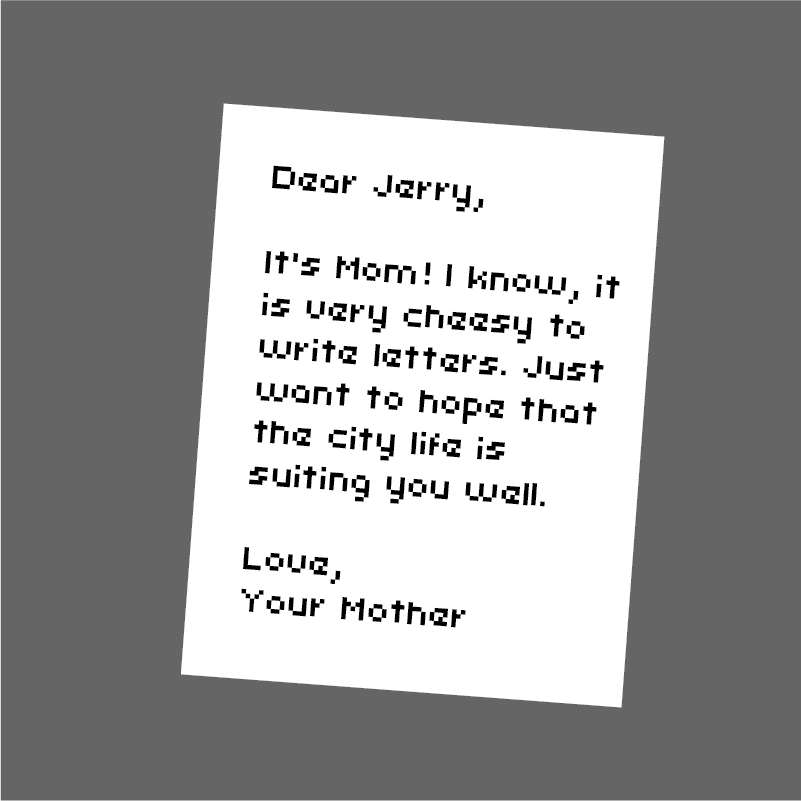 Dear Jerry,
It's Mom! I know, it
is very cheesy to
write letters. Just
want to hope that
the city life is
suiting you well.
Love,
Your Mother